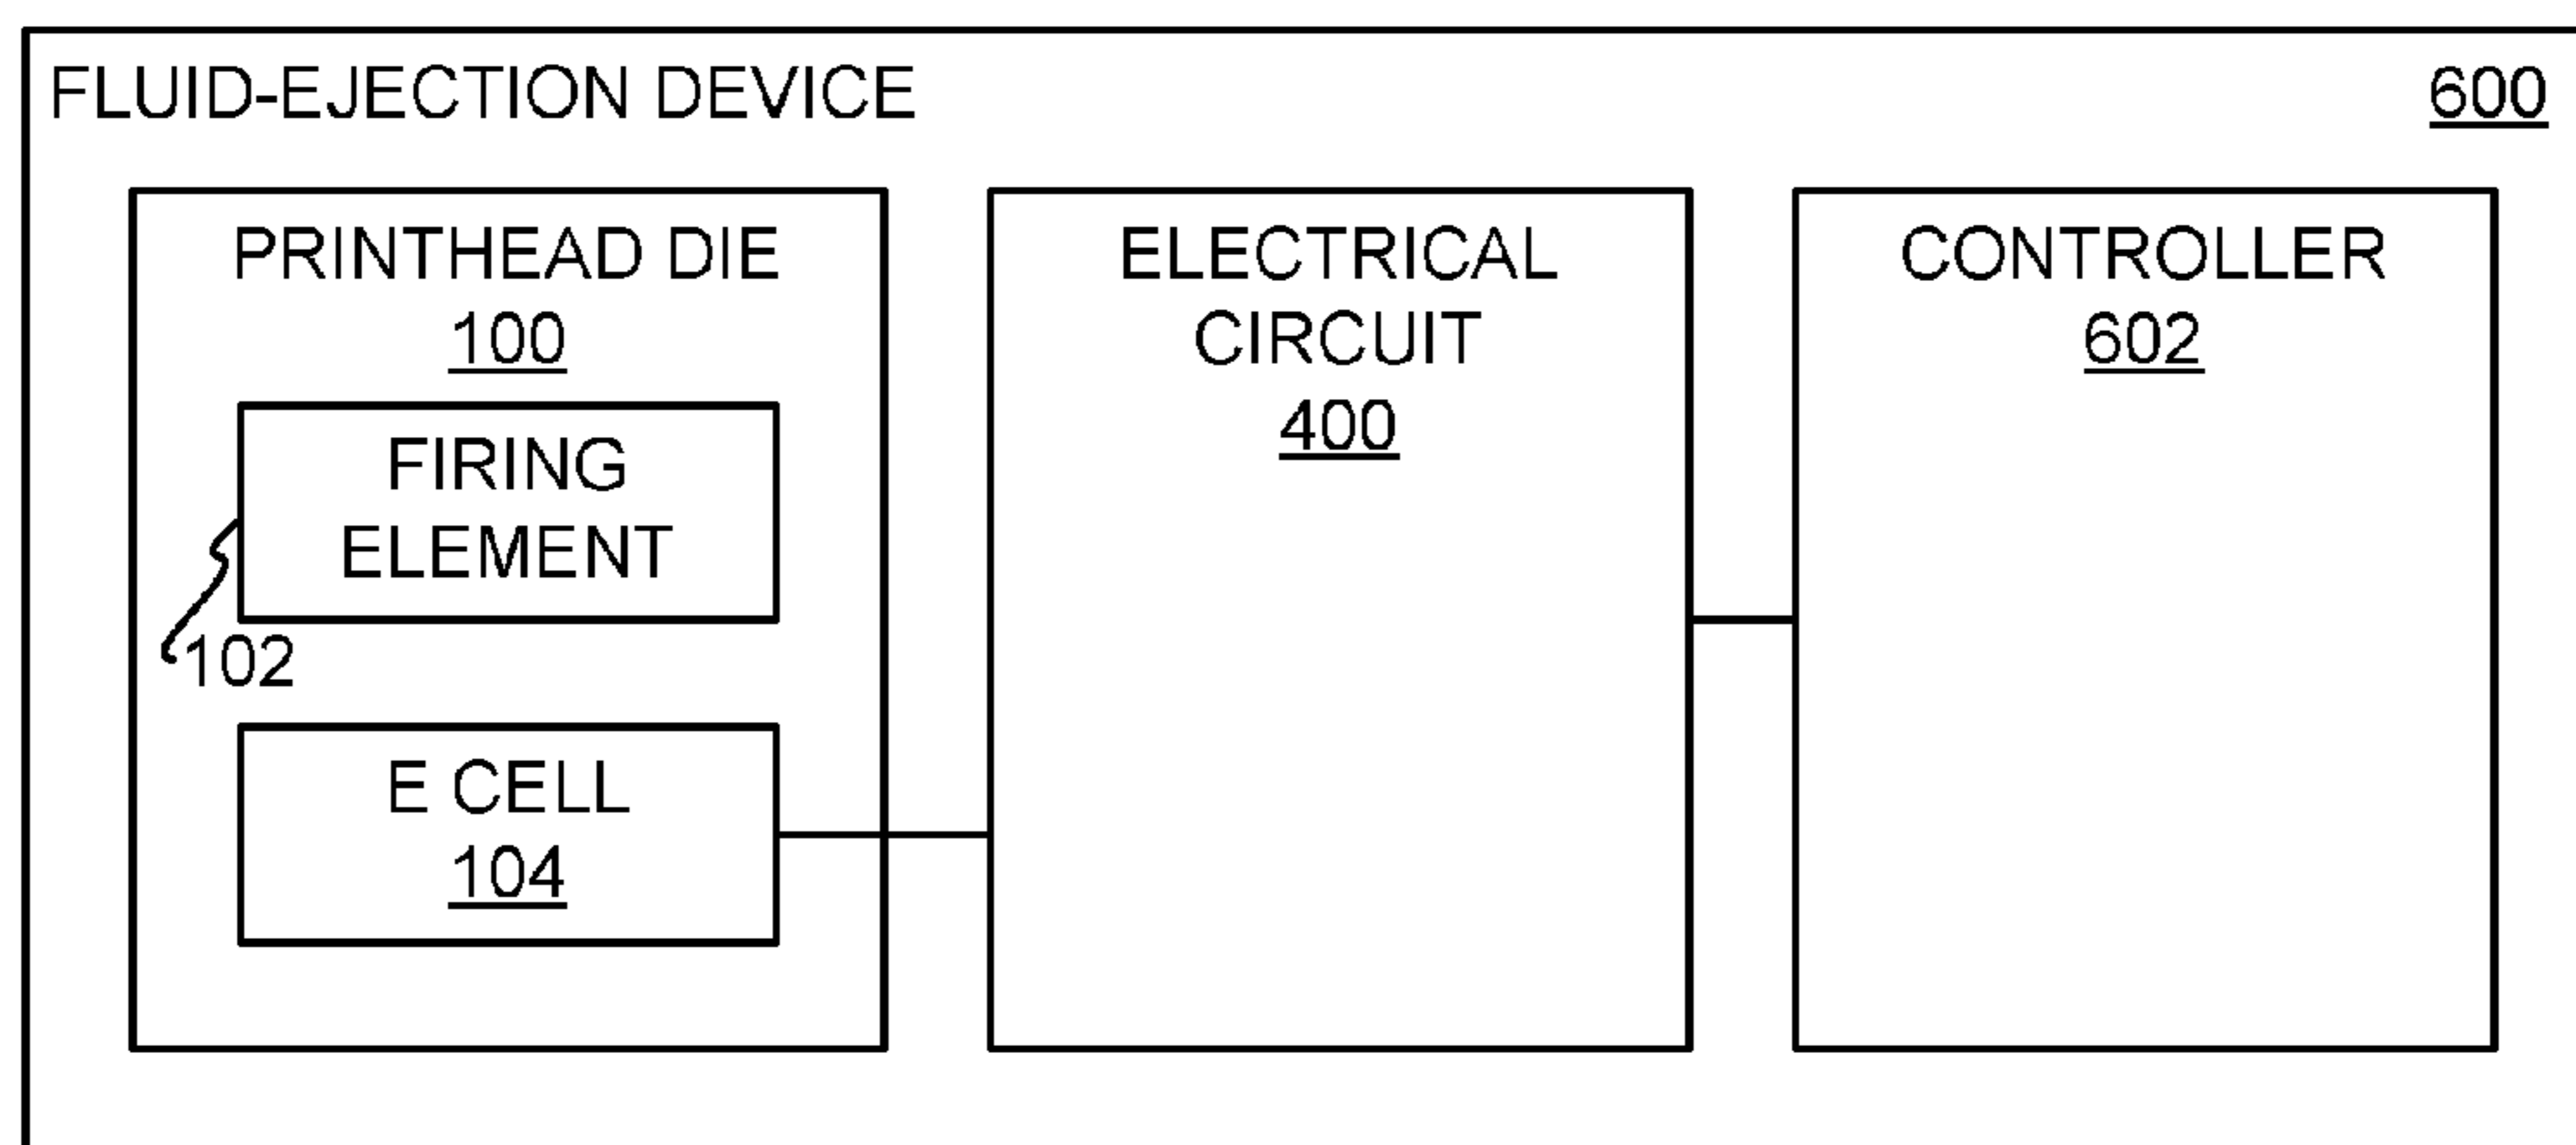 FLUID-EJECTION DEVICE
600
PRINTHEAD DIE
100
FIRING
ELEMENT
102
E CELL
104
ELECTRICAL
CIRCUIT
400
CONTROLLER
602